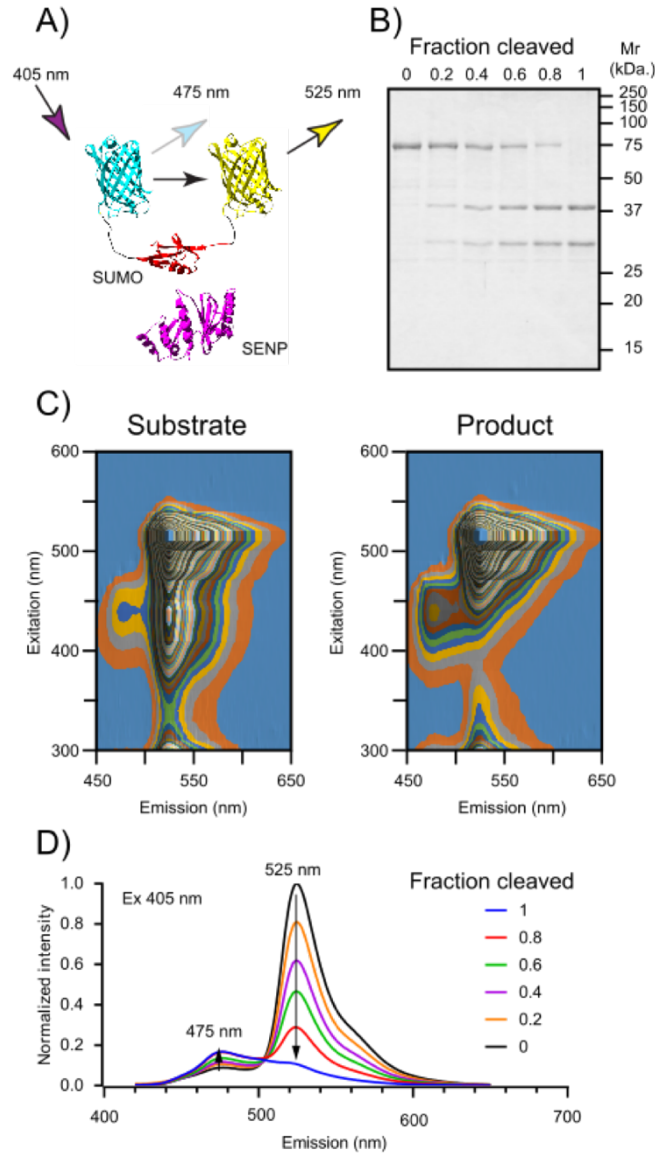 A)
405 nm
475 nm
525 nm
SUMO
SENP
B)
Fraction cleaved
0 0.2 0.4 0.6 0.8 1
Mr
(kDa.)
250
150
100
75
50
37
25
20
15
C)
Substrate
600
500
400
300
Exitation (nm)
450 550 650
Emission (nm)
Product
600
500
400
300
Exitation (nm)
450 550 650
Emission (nm)
D)
Ex 405 nm
525 nm
475 nm
Normalized intensity
1.0
0.8
0.6
0.4
0.2
0.0
400 500 600 700
Emission (nm)
Fraction cleaved
1
0.8
0.6
0.4
0.2
0